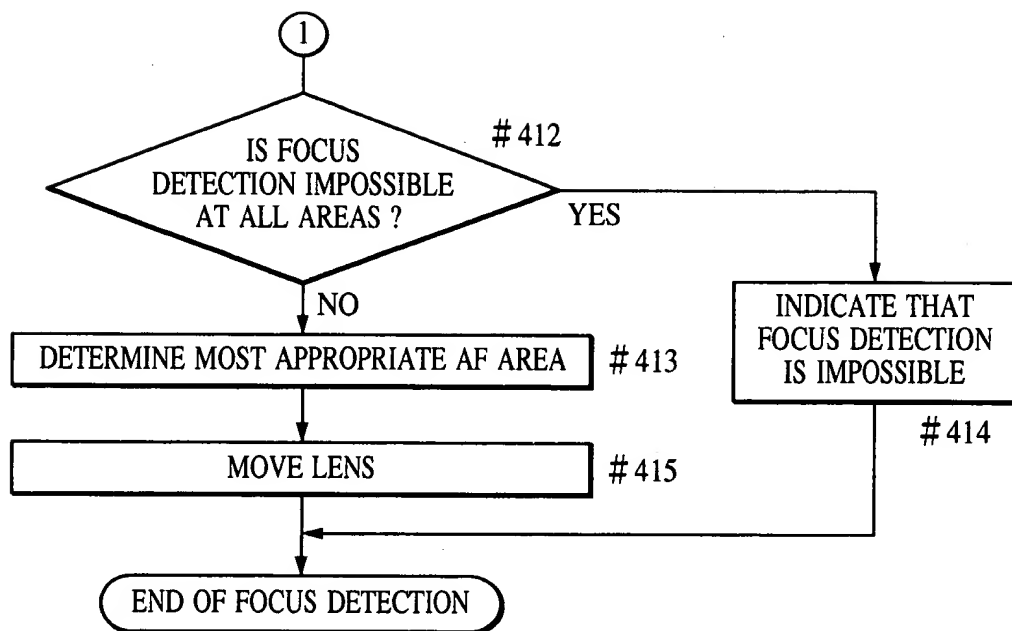 1
# 412
IS FOCUS
DETECTION IMPOSSIBLE
AT ALL AREAS ?
YES
NO
INDICATE THAT
FOCUS DETECTION
IS IMPOSSIBLE
# 414
DETERMINE MOST APPROPRIATE AF AREA
# 413
MOVE LENS
# 415
END OF FOCUS DETECTION